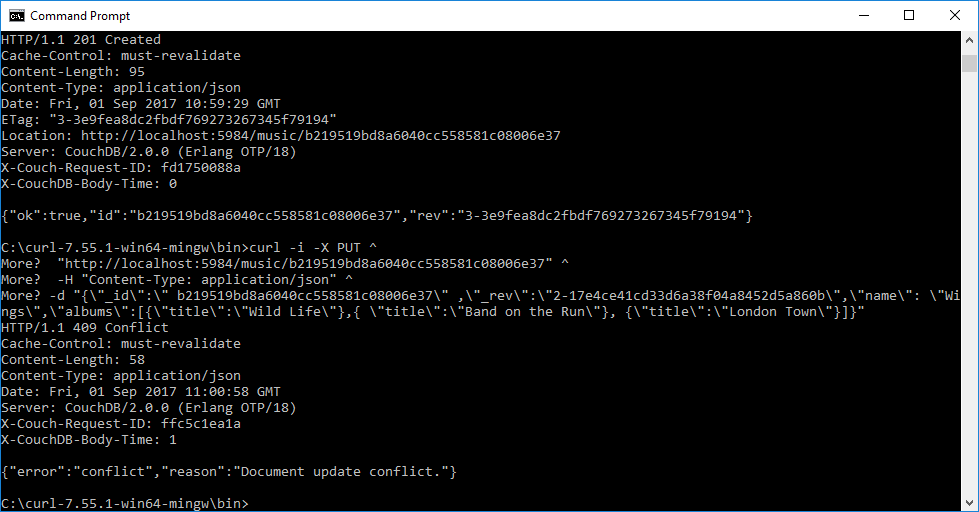 Command Prompt
HTTP/1.1 201 Created
Cache-Control: must-revalidate
Content-Length: 95
Content-Type: application/json
Date: Fri, 01 Sep 2017 10:59:29 GMT
ETag: "3-3e9fea8dc2fbdf769273267345f79194"
Location: http://localhost:5984/music/b219519bd8a6040cc558581c08006e37
Server: CouchDB/2.0.0 (Erlang OTP/18)
X-Couch-Request-ID: fd1750088a
X-CouchDB-Body-Time: 0
{"ok":true,"id":"b219519bd8a6040cc558581c08006e37","rev":"3-3e9fea8dc2fbdf769273267345f79194"}
C:\curl-7.55.1-win64-mingw\bin>curl -i -X PUT ^
More?  "http://localhost:5984/music/b219519bd8a6040cc558581c08006e37" ^
More?  -H "Content-Type: application/json" ^
More? -d "{\"_id\":\" b219519bd8a6040cc558581c08006e37\" ,\"_rev\":\"2-17e4ce41cd33d6a38f04a8452d5a860b\",\"name\": \"Wi
ngs\",\"albums\":[{\"title\":\"Wild Life\"},{ \"title\":\"Band on the Run\"}, {\"title\":\"London Town\"}]}"
HTTP/1.1 409 Conflict
Cache-Control: must-revalidate
Content-Length: 58
Content-Type: application/json
Date: Fri, 01 Sep 2017 11:00:58 GMT
Server: CouchDB/2.0.0 (Erlang OTP/18)
X-Couch-Request-ID: ffc5c1ea1a
X-CouchDB-Body-Time: 1
{"error":"conflict","reason":"Document update conflict."}
C:\curl-7.55.1-win64-mingw\bin>